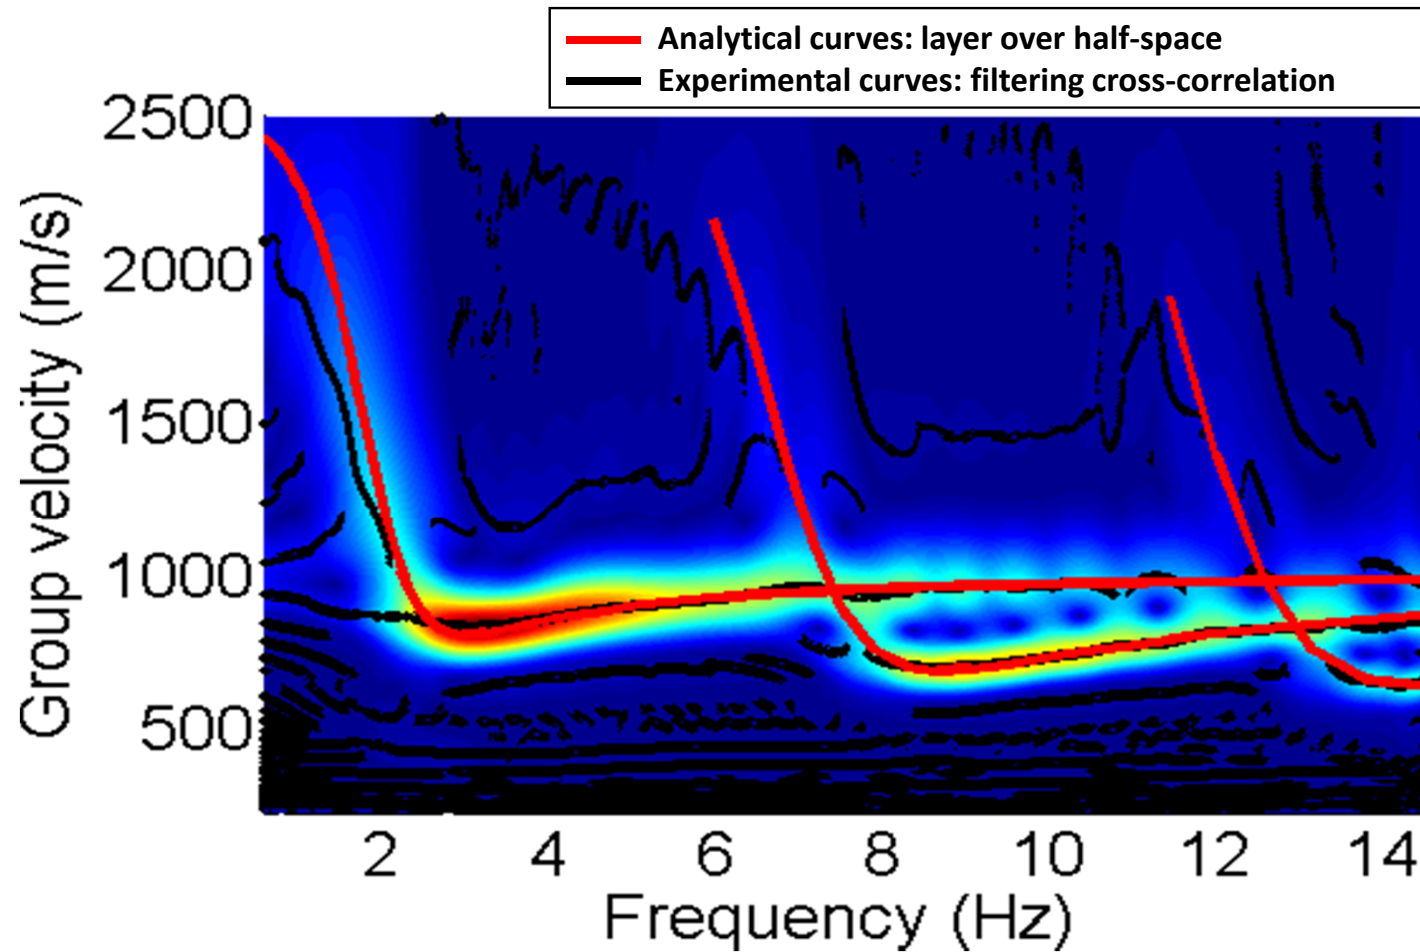 Analytical curves: layer over half-space
Experimental curves: filtering cross-correlation
2500
2000
1500
1000
500
Group velocity (m/s)
2 4 6 8 10 12 14
Frequency (Hz)